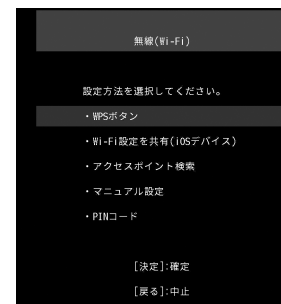 無線(Wi-Fi)
設定方法を選択してください。
・WPSボタン
・Wi-Fi設定を共有(iOSデバイス)
・アクセスポイント検索
・マニュアル設定
・PINコード
[決定]:確定
[戻る]:中止